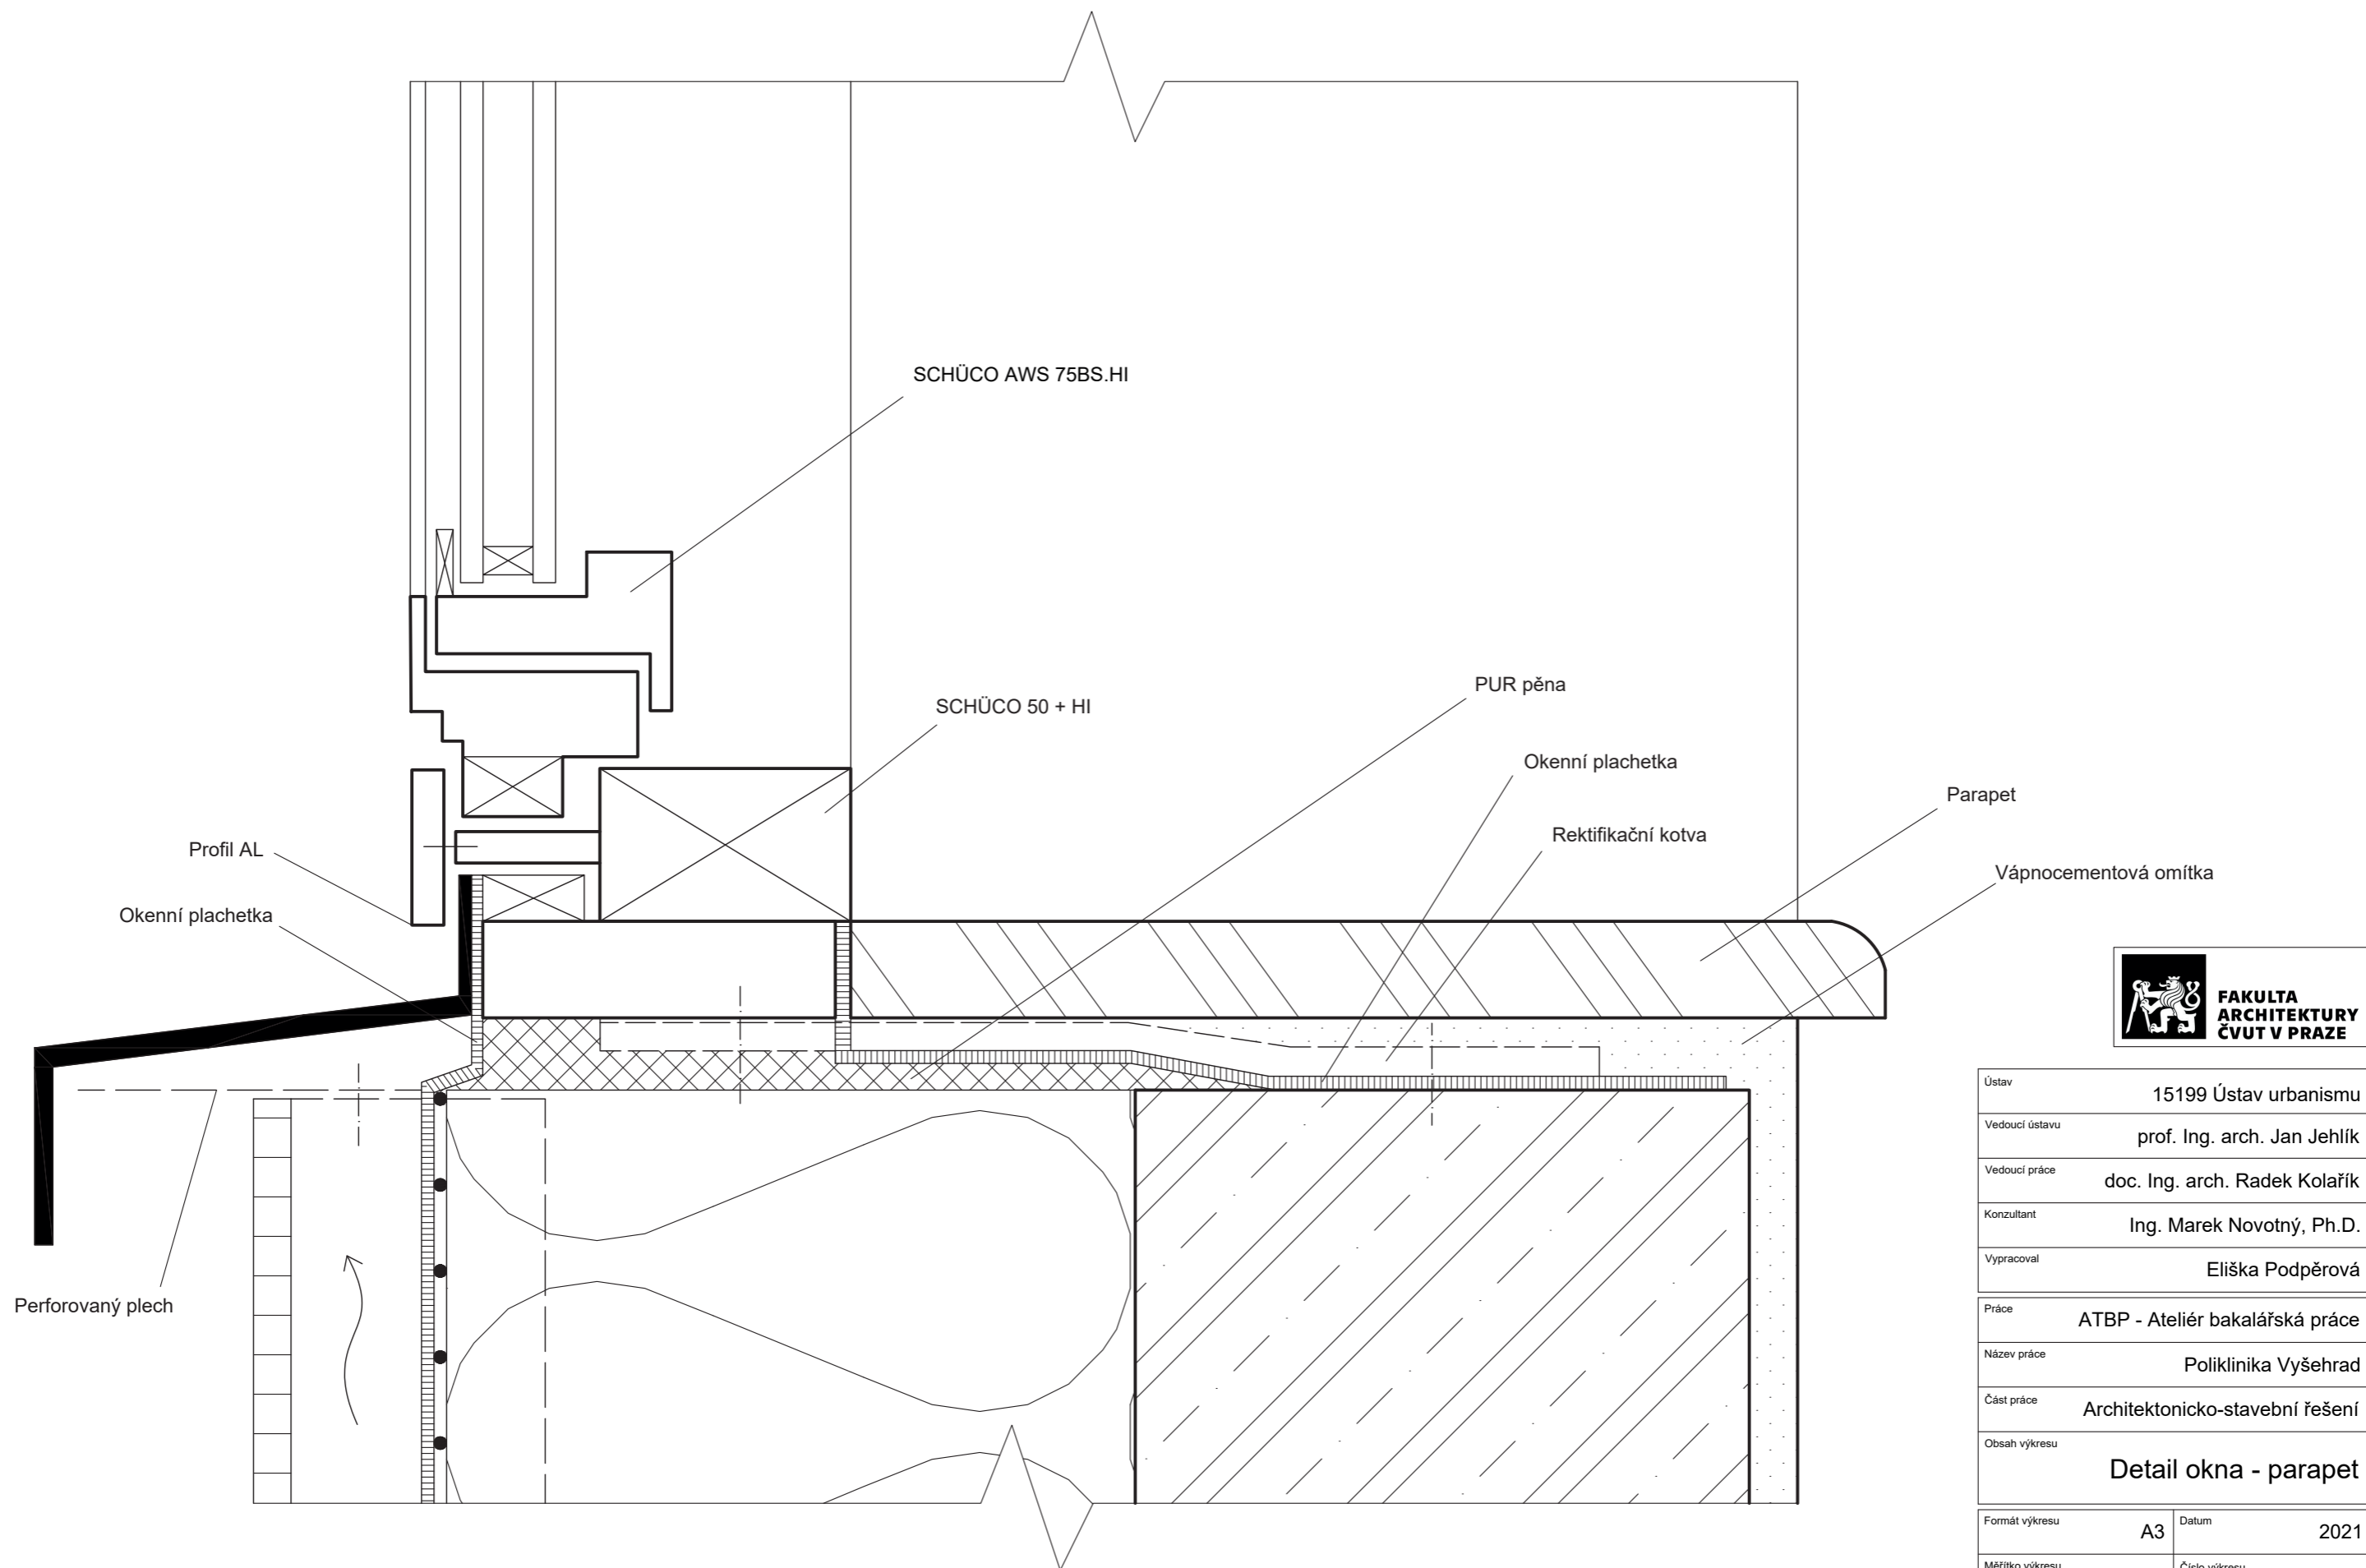 SCHÜCO AWS 75BS.HI
PUR pěna
SCHÜCO 50 + HI
Okenní plachetka
Parapet
Rektifikační kotva
Profil AL
Vápnocementová omítka
Okenní plachetka
Perforovaný plech
FAKULTA
ARCHITEKTURY
ČVUT V PRAZE
Ústav 15199 Ústav urbanismu
Vedoucí ústavu prof. Ing. arch. Jan Jehlík
Vedoucí práce doc. Ing. arch. Radek Kolařík
Konzultant Ing. Marek Novotný, Ph.D.
Vypracoval Eliška Podpěrová
Práce ATBP - Ateliér bakalářská práce
Název práce Poliklinika Vyšehrad
Část práce Architektonicko-stavební řešení
Obsah výkresu
Detail okna - parapet
Formát výkresu A3 Datum 2021
Měřítko výkresu Číslo výkresu